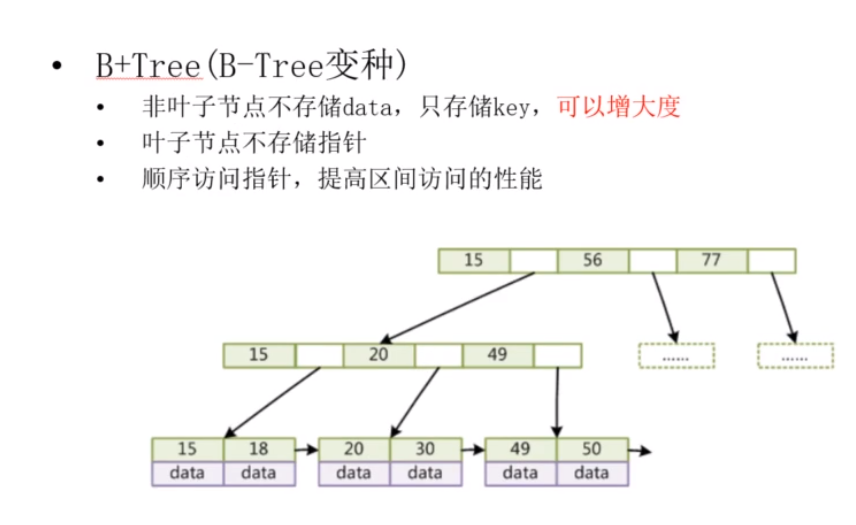 B+Tree(B-Tree变种)
非叶子节点不存储data，只存储key，可以增大度
叶子节点不存储指针
顺序访问指针，提高区间访问的性能
15 56 77
15 20 49 ...... ......
15 18 20 30 49 50
data data data data data data